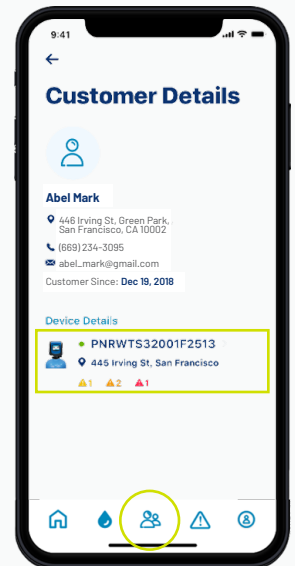 9:41
Customer Details
Abel Mark
446 Irving St, Green Park,
San Francisco, CA 10002
(669) 234-3095
abel_mark@gmail.com
Customer Since: Dec 19, 2018
Device Details
PNRWTS32001F2513
445 Irving St, San Francisco
1 2 1